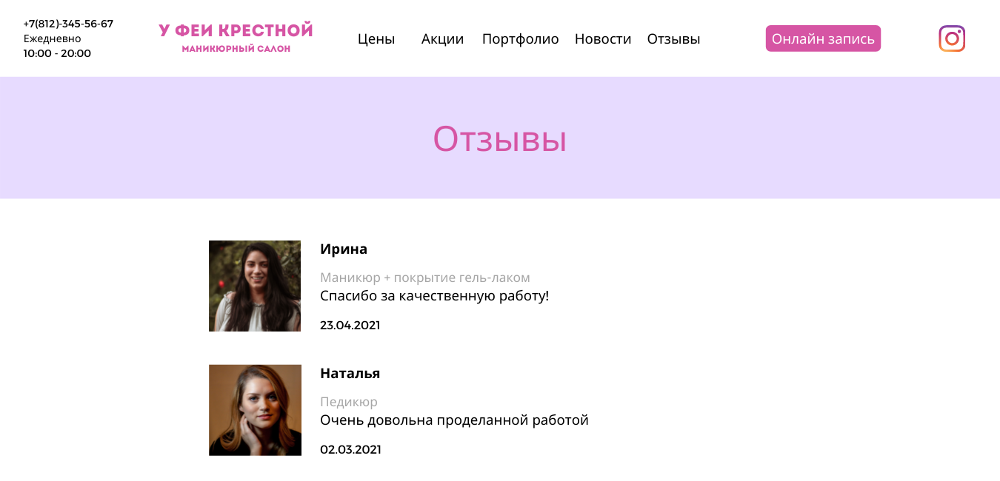 +7(812)-345-56-67
Ежедневно
10:00 - 20:00
У ФЕИ КРЕСТНОЙ
МАНИКЮРНЫЙ САЛОН
Цены Акции Портфолио Новости Отзывы
Онлайн запись
Отзывы
Ирина
Маникюр + покрытие гель-лаком
Спасибо за качественную работу!
23.04.2021
Наталья
Педикюр
Очень довольна проделанной работой
02.03.2021